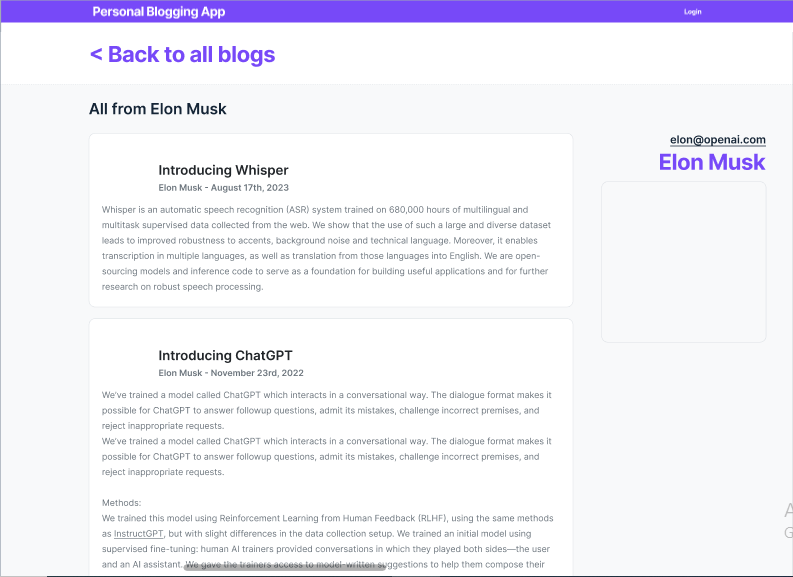 Personal Blogging App
Login
< Back to all blogs
All from Elon Musk
elon@openai.com
Elon Musk
Introducing Whisper
Elon Musk - August 17th, 2023
Whisper is an automatic speech recognition (ASR) system trained on 680,000 hours of multilingual and
multitask supervised data collected from the web. We show that the use of such a large and diverse dataset
leads to improved robustness to accents, background noise and technical language. Moreover, it enables
transcription in multiple languages, as well as translation from those languages into English. We are open-
sourcing models and inference code to serve as a foundation for building useful applications and for further
research on robust speech processing.
Introducing ChatGPT
Elon Musk - November 23rd, 2022
We've trained a model called ChatGPT which interacts in a conversational way. The dialogue format makes it
possible for ChatGPT to answer followup questions, admit its mistakes, challenge incorrect premises, and
reject inappropriate requests.
We've trained a model called ChatGPT which interacts in a conversational way. The dialogue format makes it
possible for ChatGPT to answer followup questions, admit its mistakes, challenge incorrect premises, and
reject inappropriate requests.
Methods:
We trained this model using Reinforcement Learning from Human Feedback (RLHF), using the same methods
as InstructGPT, but with slight differences in the data collection setup. We trained an initial model using
supervised fine-tuning: human AI trainers provided conversations in which they played both sides—the user
and an AI assistant. We gave the trainers access to model-written suggestions to help them compose their